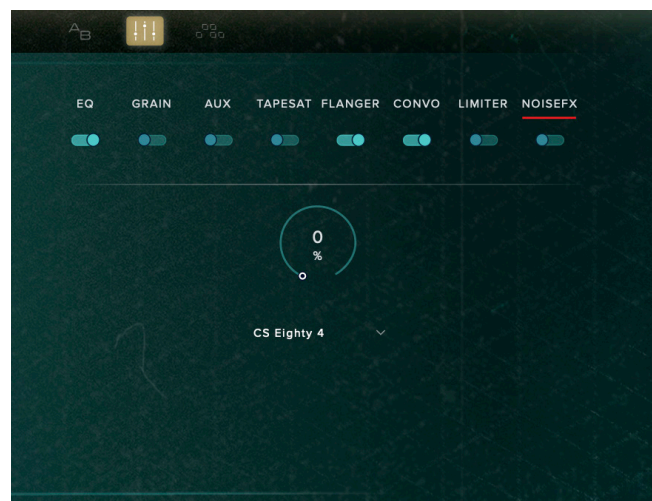 A B
EQ GRAIN AUX TAPESAT FLANGER CONVO LIMITER NOISEFX
0
%
CS Eighty 4